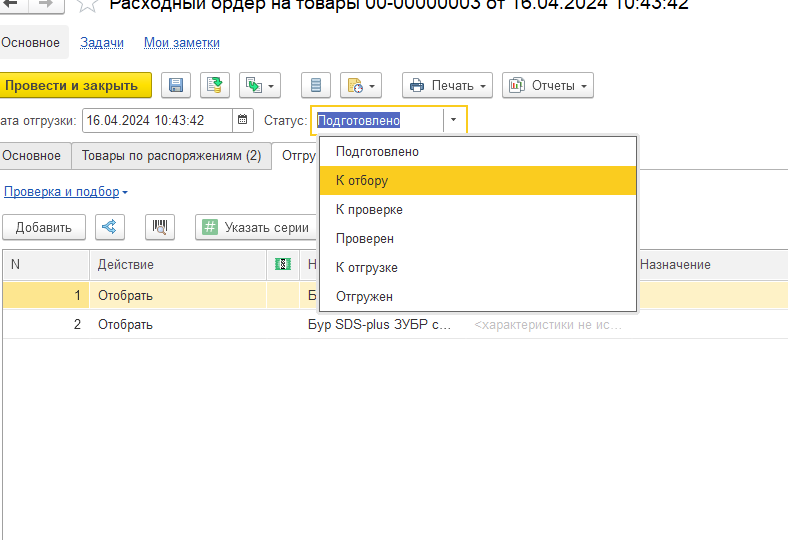 Расходный ордер на товары 00-00000003 от 16.04.2024 10:43:42
Основное Задачи Мои заметки
Провести и закрыть Печать Отчеты
ата отгрузки: 16.04.2024 10:43:42 Статус: Подготовлено
Основное Товары по распоряжениям (2) Отгру
Подготовлено
К отбору
К проверке
Проверен
К отгрузке
Отгружен
Проверка и подбор
Добавить Указать серии
N Действие Н Назначение
1 Отобрать Б
2 Отобрать Бур SDS-plus ЗУБР с... <характеристики не ис...